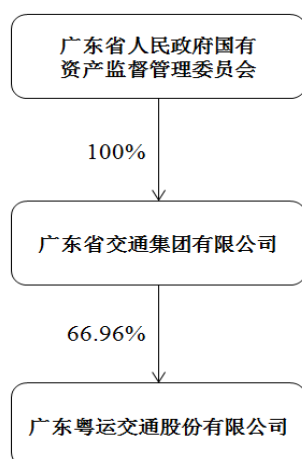 广东省人民政府国有
资产监督管理委员会
100%
广东省交通集团有限公司
66.96%
广东粤运交通股份有限公司